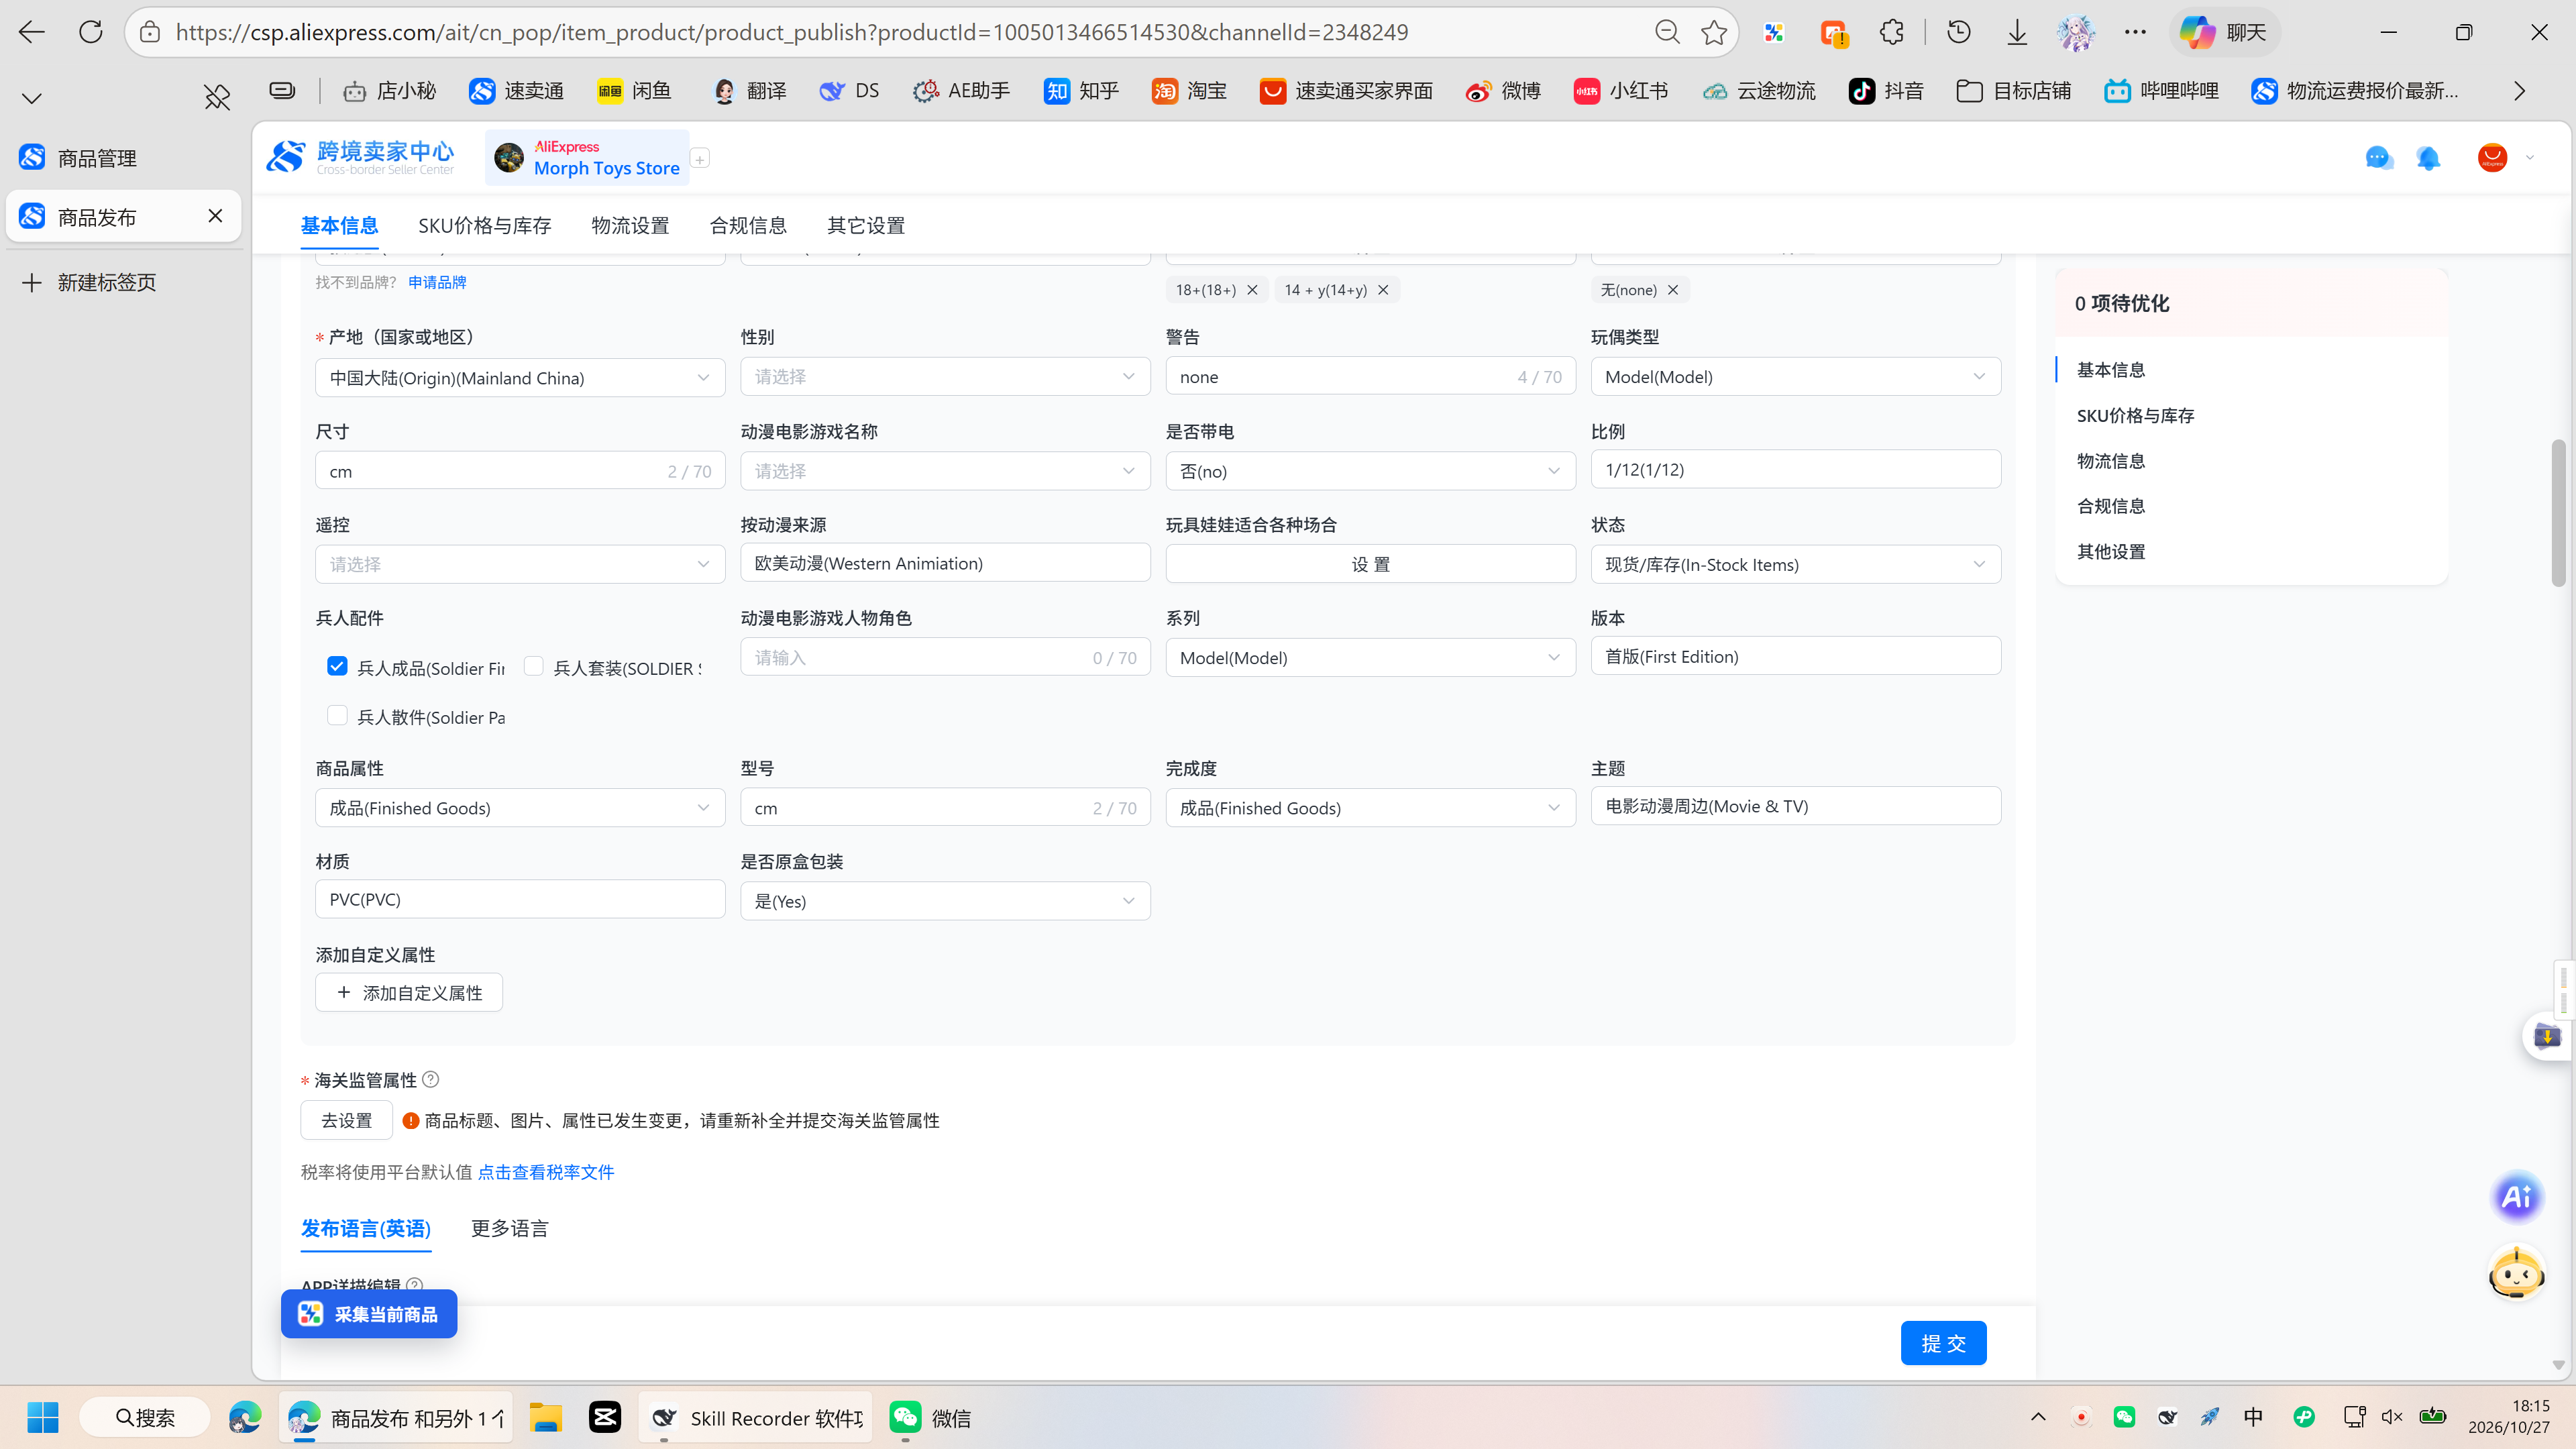 https://csp.aliexpress.com/ait/cn_pop/item_product/product_publish?productId=1005013466514530&channelId=2348249
聊天
店小秘 速卖通 闲鱼 翻译 DS AE助手 知乎 淘宝 速卖通买家界面 微博 小红书 云途物流 抖音 目标店铺 哔哩哔哩 物流运费报价最新...
商品管理
商品发布
新建标签页
跨境卖家中心
Cross-border Seller Center
AliExpress
Morph Toys Store
基本信息 SKU价格与库存 物流设置 合规信息 其它设置
找不到品牌? 申请品牌
18+(18+) 14 + y(14+y) 无(none)
* 产地（国家或地区） 性别 警告 玩偶类型
中国大陆(Origin)(Mainland China) 请选择 none 4 / 70 Model(Model)
尺寸 动漫电影游戏名称 是否带电 比例
cm 2 / 70 请选择 否(no) 1/12(1/12)
遥控 按动漫来源 玩具娃娃适合各种场合 状态
请选择 欧美动漫(Western Animiation) 设 置 现货/库存(In-Stock Items)
兵人配件 动漫电影游戏人物角色 系列 版本
兵人成品(Soldier Fir 兵人套装(SOLDIER 请输入 0 / 70 Model(Model) 首版(First Edition)
兵人散件(Soldier Pa
商品属性 型号 完成度 主题
成品(Finished Goods) cm 2 / 70 成品(Finished Goods) 电影动漫周边(Movie & TV)
材质 是否原盒包装
PVC(PVC) 是(Yes)
添加自定义属性
+ 添加自定义属性
* 海关监管属性
去设置 商品标题、图片、属性已发生变更，请重新补全并提交海关监管属性
税率将使用平台默认值 点击查看税率文件
发布语言(英语) 更多语言
APP详描编辑
采集当前商品
提 交
0 项待优化
基本信息
SKU价格与库存
物流信息
合规信息
其他设置
Ai
搜索 商品发布 和另外 1 个 Skill Recorder 软件 微信
中
18:15
2026/10/27